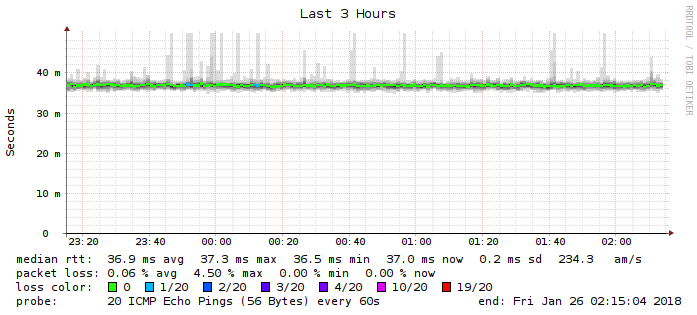 Last 3 Hours
RRDTOOL / TOBI OETIKER
Seconds
40 m
30 m
20 m
10 m
0
23:20 23:40 00:00 00:20 00:40 01:00 01:20 01:40 02:00
median rtt: 36.9 ms avg 37.3 ms max 36.5 ms min 37.0 ms now 0.2 ms sd 234.3 am/s
packet loss: 0.06 % avg 4.50 % max 0.00 % min 0.00 % now
loss color: 0 1/20 2/20 3/20 4/20 10/20 19/20
probe: 20 ICMP Echo Pings (56 Bytes) every 60s end: Fri Jan 26 02:15:04 2018